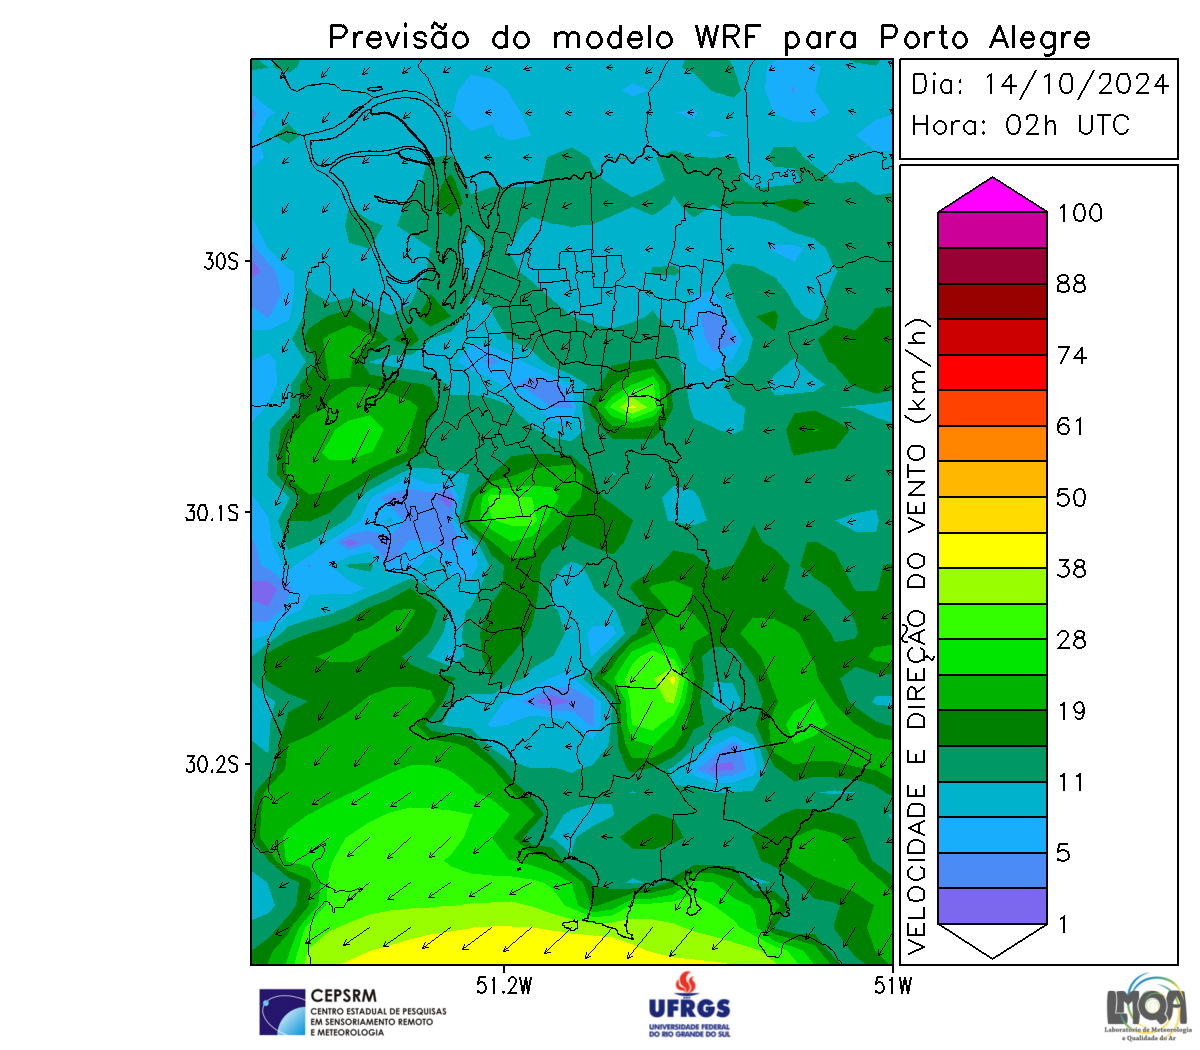 Previsão do modelo WRF para Porto Alegre
Dia: 14/10/2024
Hora: 02h UTC
30S
30.1S
30.2S
51.2W
51W
VELOCIDADE E DIREÇÃO DO VENTO (km/h)
100
88
74
61
50
38
28
19
11
5
1
CEPSRM
CENTRO ESTADUAL DE PESQUISAS
EM SENSORIAMENTO REMOTO
E METEOROLOGIA
UFRGS
UNIVERSIDADE FEDERAL
DO RIO GRANDE DO SUL
LMQA
Laboratório de Meteorologia
e Qualidade do Ar